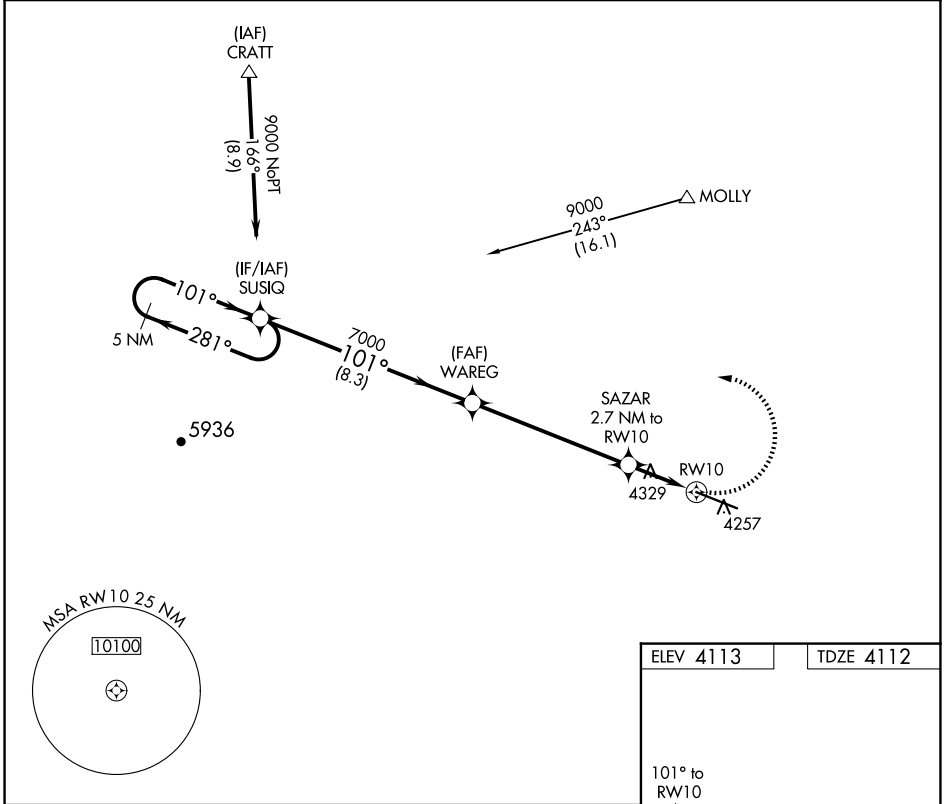 (IAF)
CRATT
9000 NoPT
166°
(8.9)
9000
243°
(16.1)
MOLLY
(IF/IAF)
SUSIQ
101°
281°
5 NM
7000
101°
(8.3)
(FAF)
WAREG
SAZAR
2.7 NM to
RW10
RW10
4329
4257
5936
MSA RW10 25 NM
10100
ELEV 4113
TDZE 4112
101° to
RW10